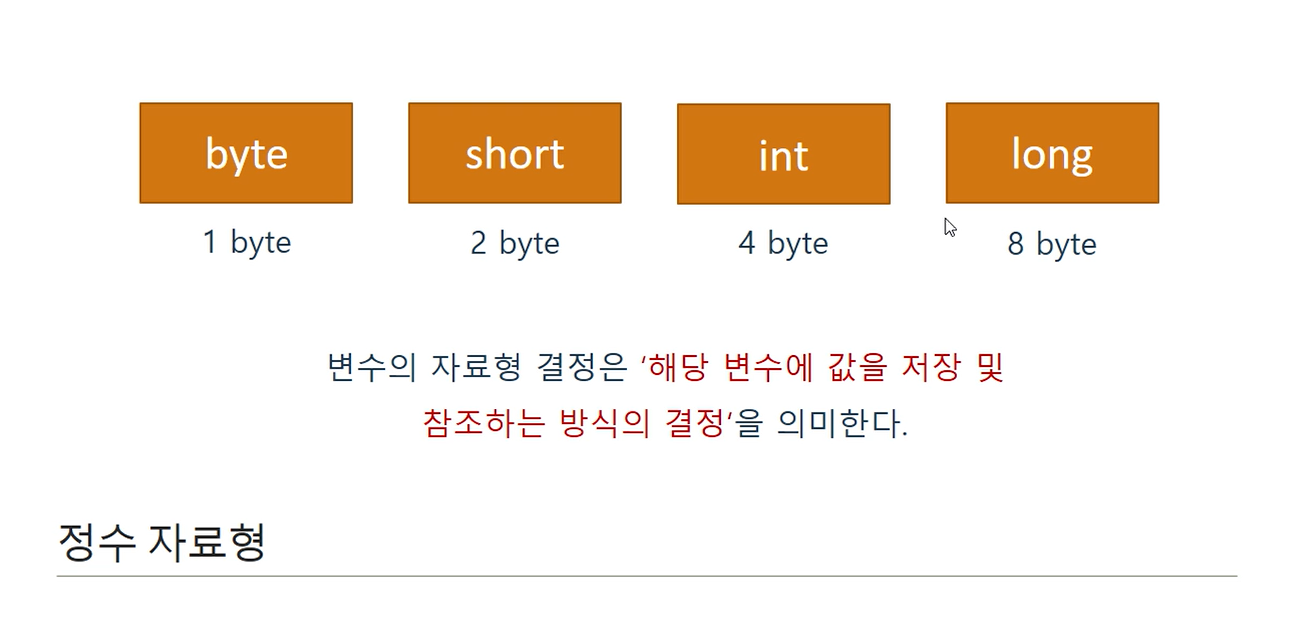 byte short int long
1 byte 2 byte 4 byte 8 byte
변수의 자료형 결정은 ‘해당 변수에 값을 저장 및
참조하는 방식의 결정‘을 의미한다.
정수 자료형